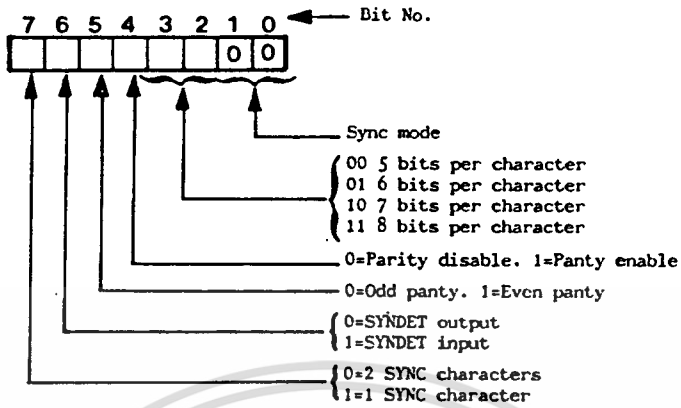 7 6 5 4 3 2 1 0 Bit No.
0 0
Sync mode
00 5 bits per character
01 6 bits per character
10 7 bits per character
11 8 bits per character
0=Parity disable. 1=Panty enable
0=Odd panty. 1=Even panty
0=SYNDET output
1=SYNDET input
0=2 SYNC characters
1=1 SYNC character